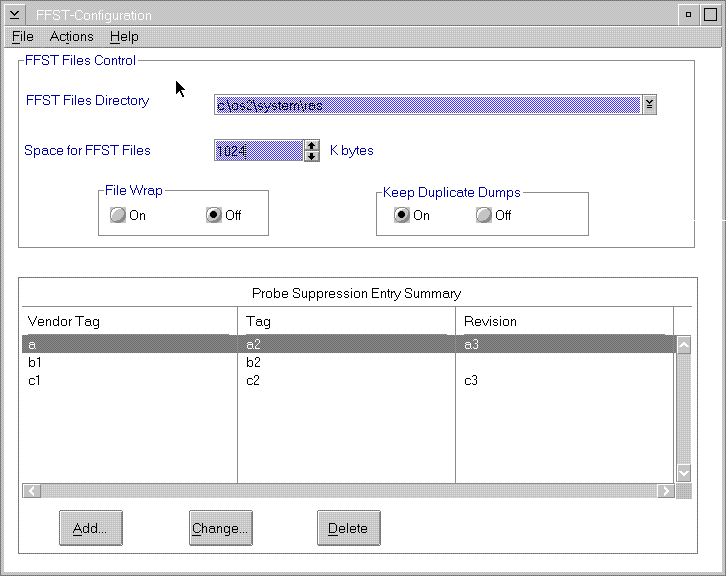 FFST-Configuration
File Actions Help
FFST Files Control
FFST Files Directory c:\os2\system\ras
Space for FFST Files 1024 K bytes
File Wrap Keep Duplicate Dumps
On Off On Off
Probe Suppression Entry Summary
Vendor Tag Tag Revision
a a2 a3
b1 b2
c1 c2 c3
Add... Change... Delete